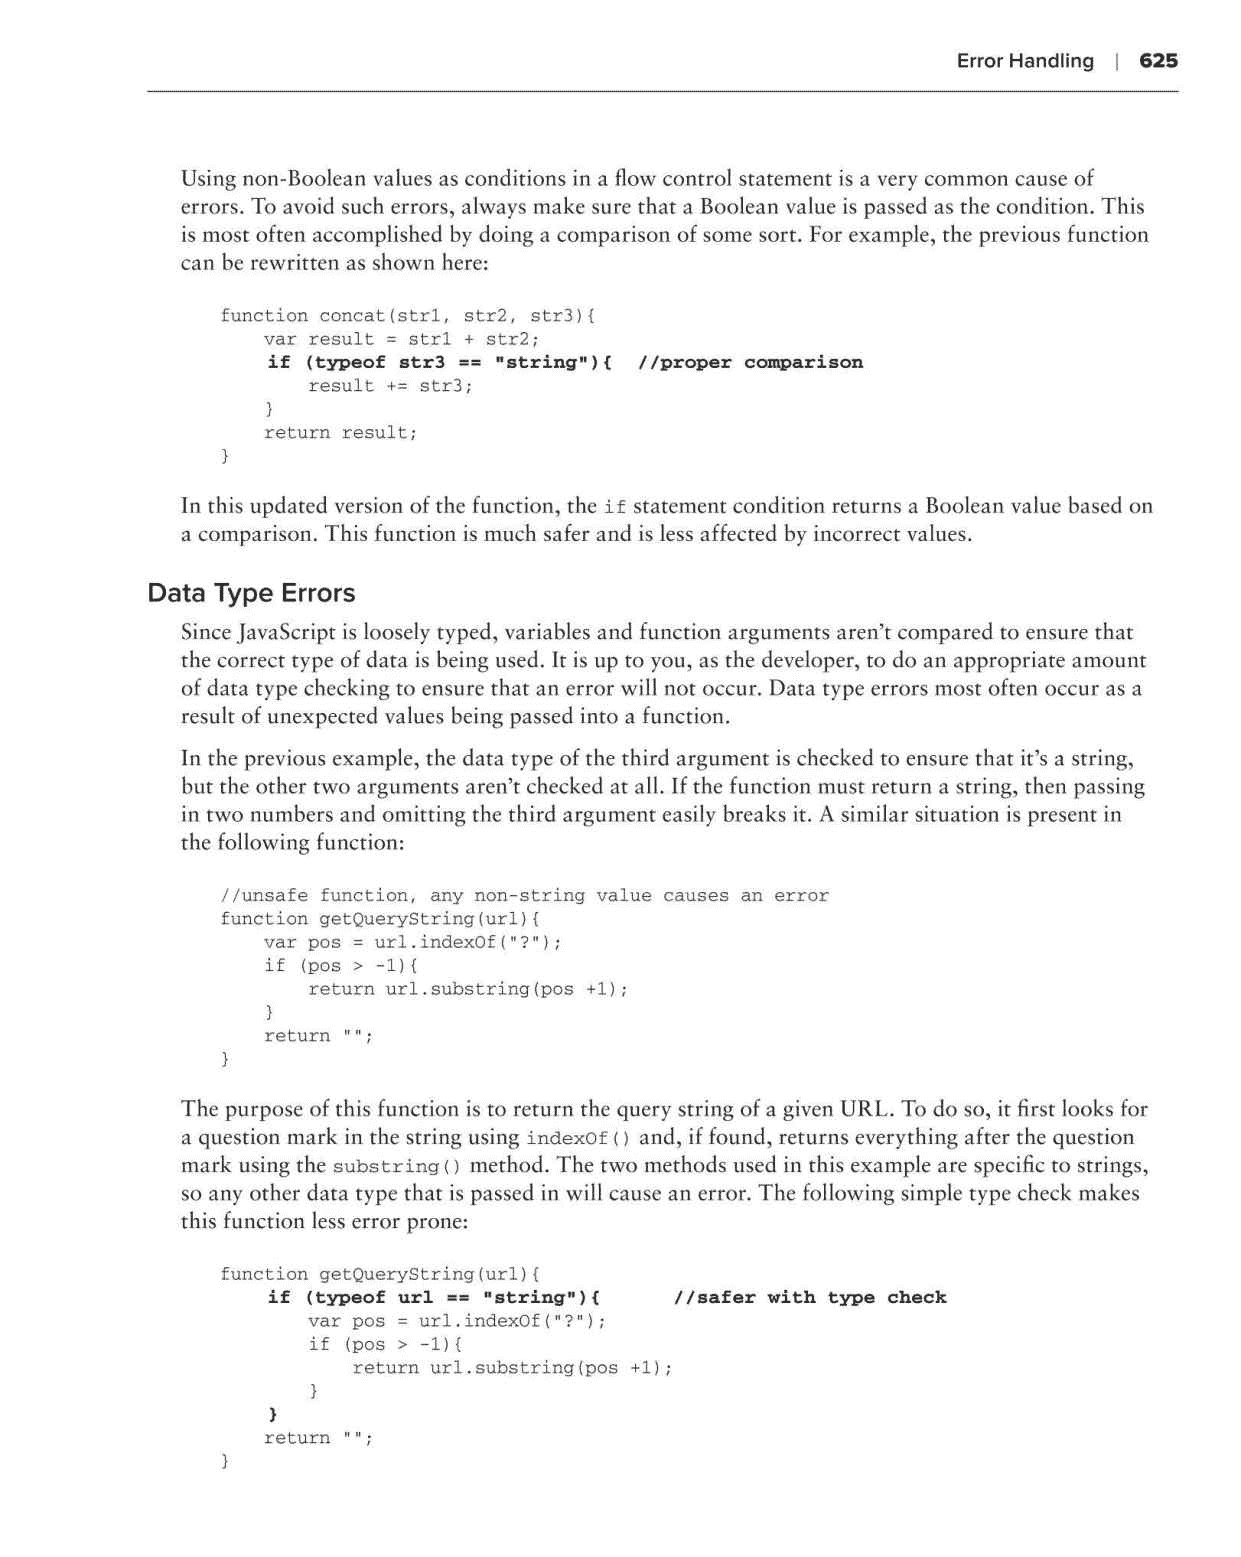 Error Handling | 625
Using non-Boolean values as conditions in a flow control statement is a very common cause of
errors. To avoid such errors, always make sure that a Boolean value is passed as the condition. This
is most often accomplished by doing a comparison of some sort. For example, the previous function
can be rewritten as shown here:
function concat(str1, str2, str3){
    var result = str1 + str2;
    if (typeof str3 == "string"){  //proper comparison
        result += str3;
    }
    return result;
}
In this updated version of the function, the if statement condition returns a Boolean value based on
a comparison. This function is much safer and is less affected by incorrect values.
Data Type Errors
Since JavaScript is loosely typed, variables and function arguments aren’t compared to ensure that
the correct type of data is being used. It is up to you, as the developer, to do an appropriate amount
of data type checking to ensure that an error will not occur. Data type errors most often occur as a
result of unexpected values being passed into a function.
In the previous example, the data type of the third argument is checked to ensure that it’s a string,
but the other two arguments aren’t checked at all. If the function must return a string, then passing
in two numbers and omitting the third argument easily breaks it. A similar situation is present in
the following function:
//unsafe function, any non-string value causes an error
function getQueryString(url){
    var pos = url.indexOf("?");
    if (pos > -1){
        return url.substring(pos +1);
    }
    return "";
}
The purpose of this function is to return the query string of a given URL. To do so, it first looks for
a question mark in the string using indexOf() and, if found, returns everything after the question
mark using the substring() method. The two methods used in this example are specific to strings,
so any other data type that is passed in will cause an error. The following simple type check makes
this function less error prone:
function getQueryString(url){
    if (typeof url == "string"){       //safer with type check
        var pos = url.indexOf("?");
        if (pos > -1){
            return url.substring(pos +1);
        }
    }
    return "";
}